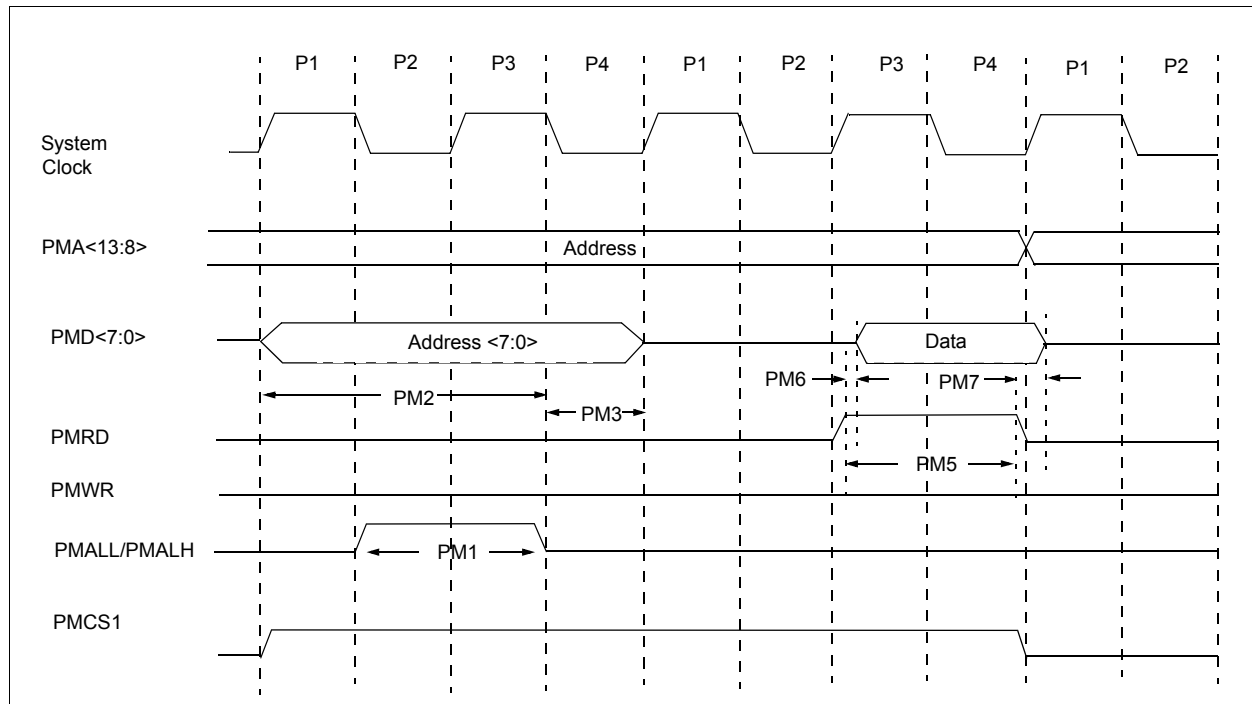 P1 P2 P3 P4 P1 P2 P3 P4 P1 P2
System
Clock
PMA<13:8>
Address
PMD<7:0>
Address <7:0>
Data
PM6
PM7
PM2
PM3
PMRD
PM5
PMWR
PMALL/PMALH
PM1
PMCS1